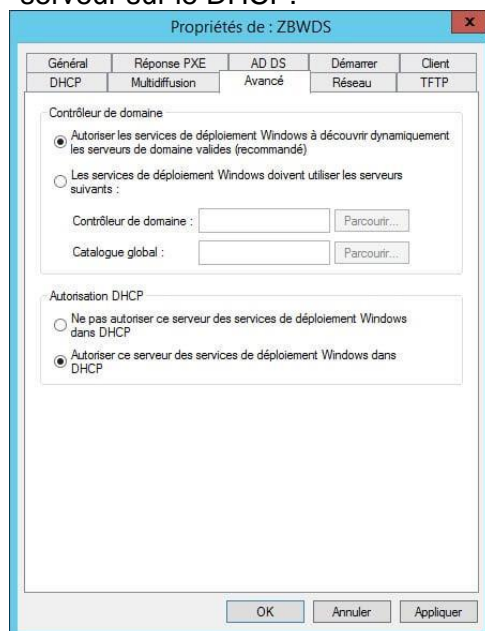 serveur sur le DHCP :
Propriétés de : ZBWDS
x
Général Réponse PXE AD DS Démarrer Client
DHCP Multidiffusion Avancé Réseau TFTP
Contrôleur de domaine
Autoriser les services de déploiement Windows à découvrir dynamiquement
les serveurs de domaine valides (recommandé)
Les services de déploiement Windows doivent utiliser les serveurs
suivants :
Contrôleur de domaine : Parcourir...
Catalogue global : Parcourir...
Autorisation DHCP
Ne pas autoriser ce serveur des services de déploiement Windows
dans DHCP
Autoriser ce serveur des services de déploiement Windows dans
DHCP
OK Annuler Appliquer